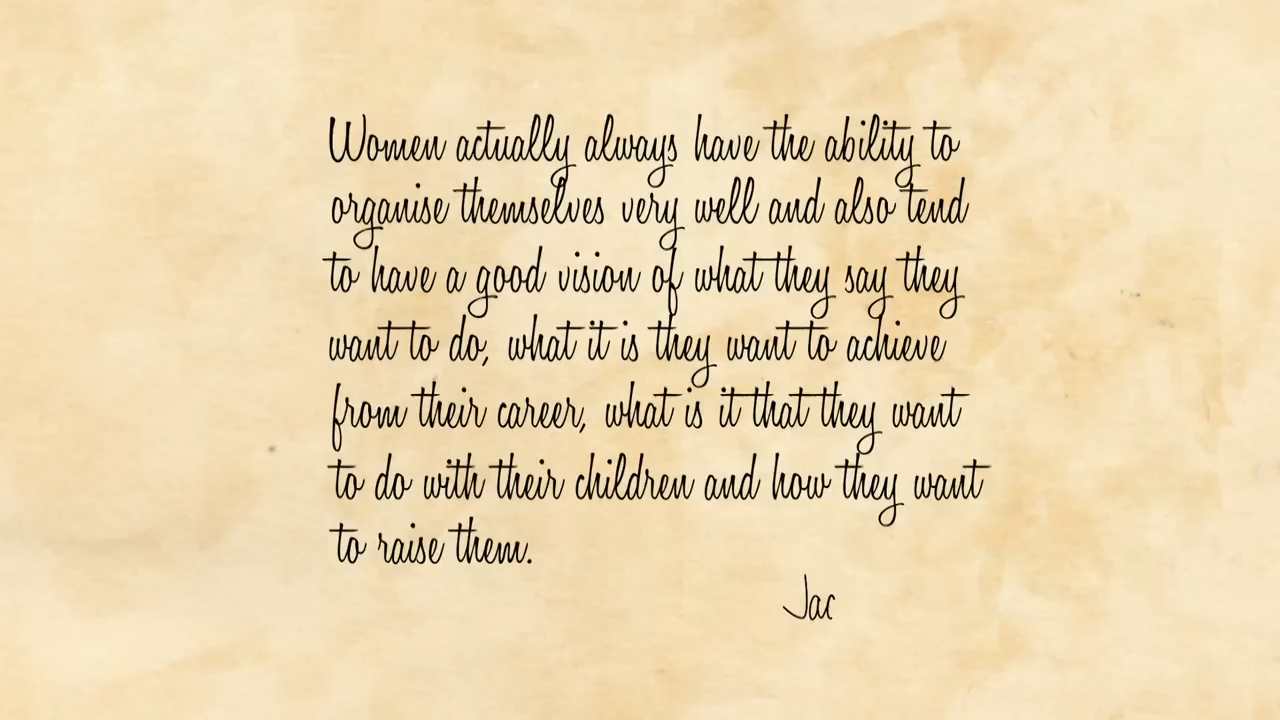 Women actually always have the ability to
organise themselves very well and also tend
to have a good vision of what they say they
want to do, what it is they want to achieve
from their career, what is it that they want
to do with their children and how they want
to raise them.
Jac